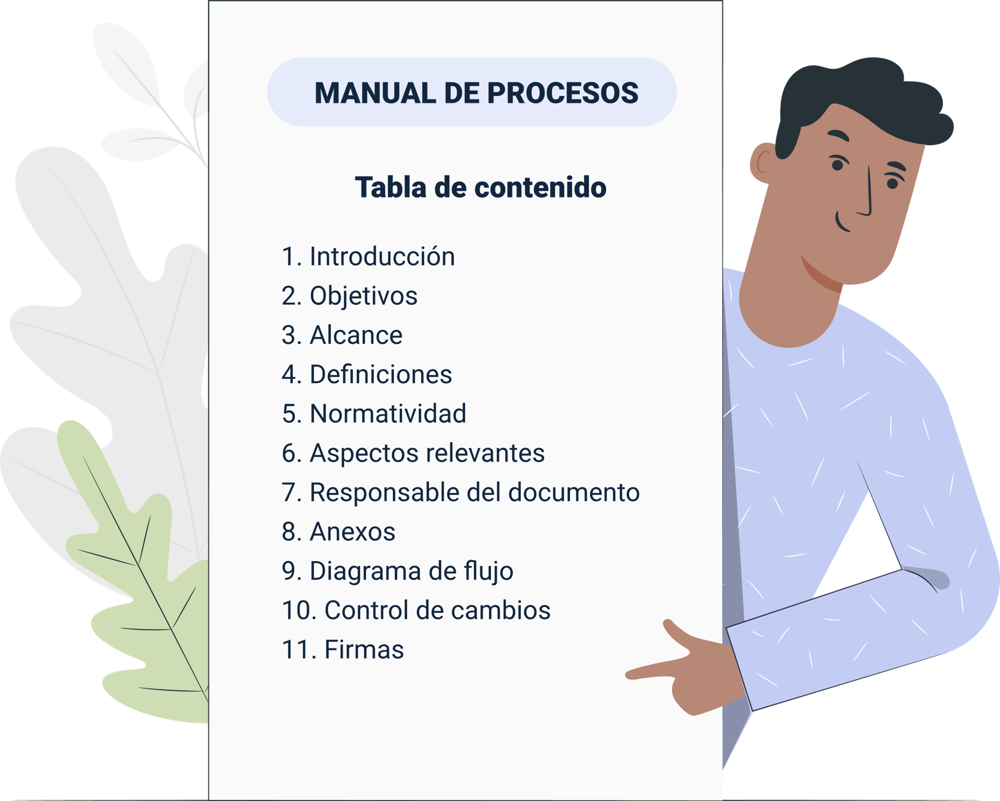 MANUAL DE PROCESOS
Tabla de contenido
1. Introducción
2. Objetivos
3. Alcance
4. Definiciones
5. Normatividad
6. Aspectos relevantes
7. Responsable del documento
8. Anexos
9. Diagrama de flujo
10. Control de cambios
11. Firmas